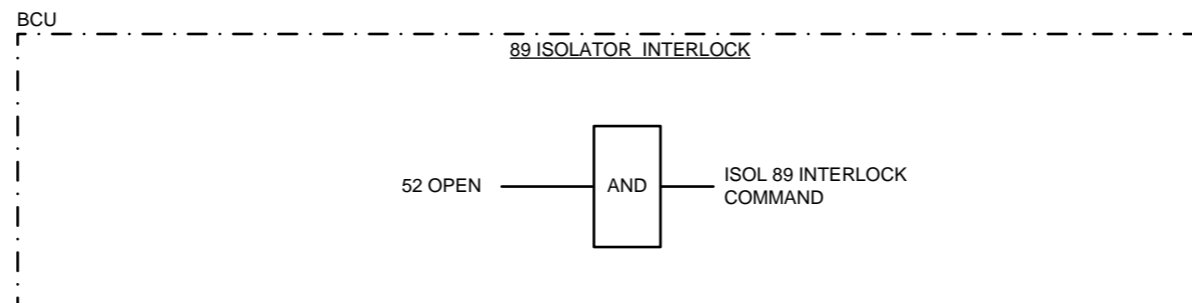 BCU
89 ISOLATOR INTERLOCK
52 OPEN
AND
ISOL 89 INTERLOCK
COMMAND